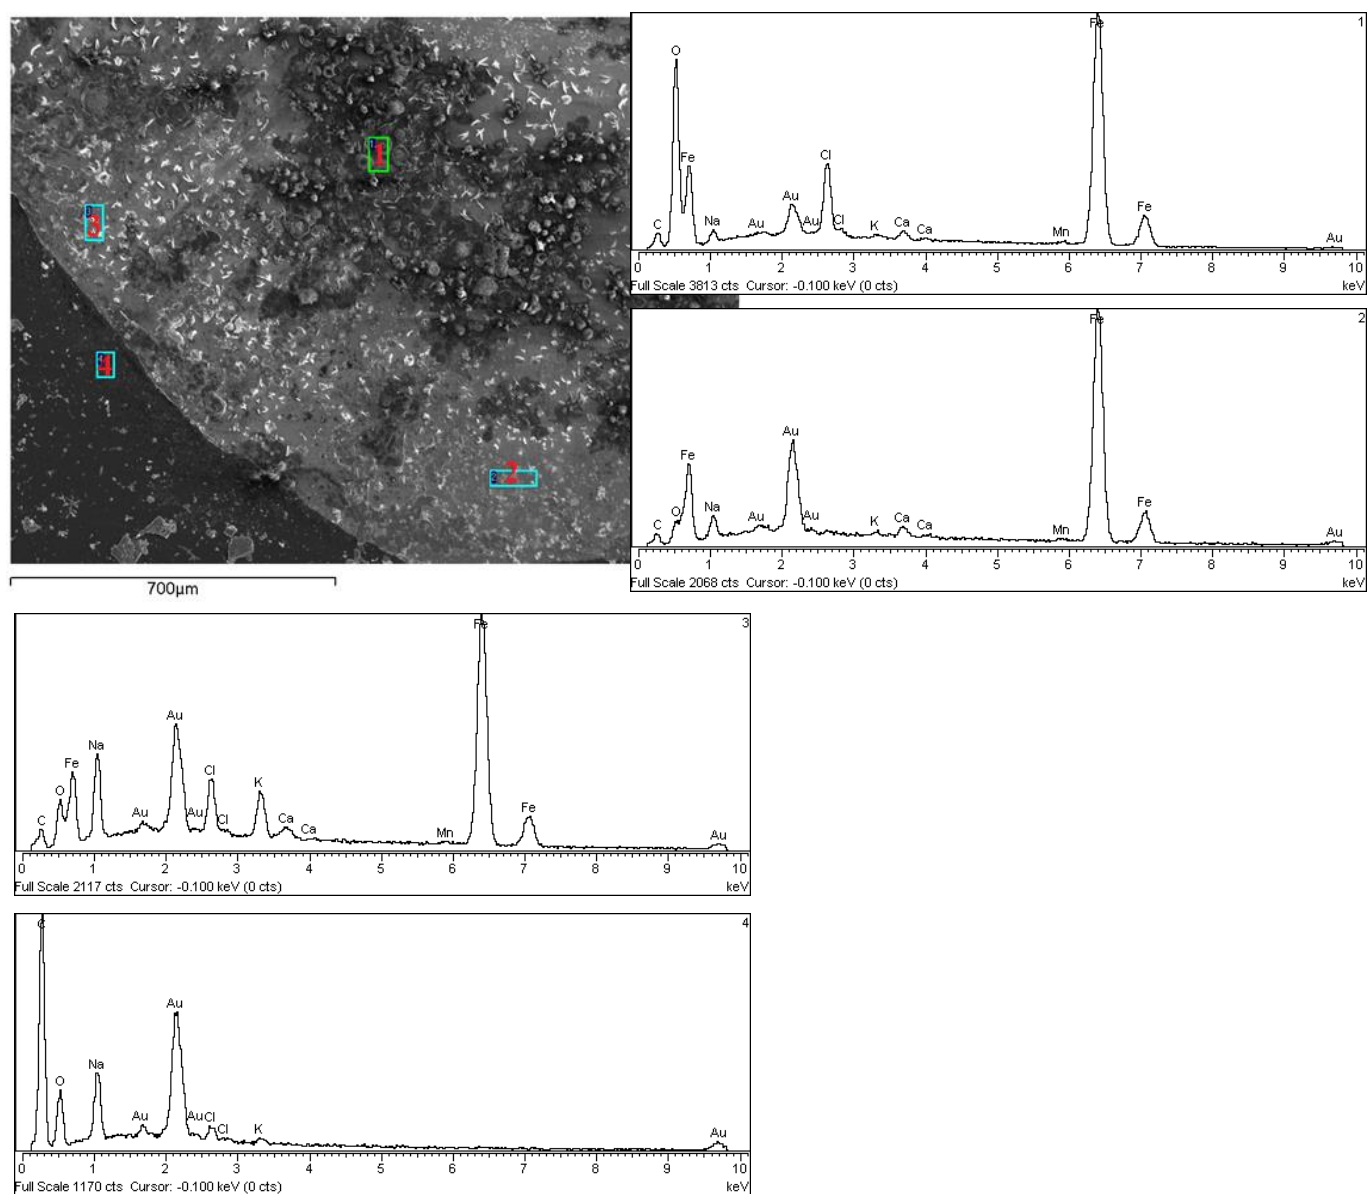 1
3
4
2
700µm
1
Fe
O
Fe
Cl
Au
Na
Au
Au
Cl
C
K
Ca
Ca
Mn
Fe
Au
0 1 2 3 4 5 6 7 8 9 10
Full Scale 3813 cts Cursor: -0.100 keV (0 cts)
keV
2
Fe
Au
Fe
Na
O
C
Au
Au
K
Ca
Ca
Mn
Fe
Au
0 1 2 3 4 5 6 7 8 9 10
Full Scale 2068 cts Cursor: -0.100 keV (0 cts)
keV
3
Fe
Au
Na
Fe
O
C
Au
Au
Cl
Cl
K
Ca
Ca
Mn
Fe
Au
0 1 2 3 4 5 6 7 8 9 10
Full Scale 2117 cts Cursor: -0.100 keV (0 cts)
keV
4
C
Au
Na
O
Au
Au
Cl
Cl
K
Au
0 1 2 3 4 5 6 7 8 9 10
Full Scale 1170 cts Cursor: -0.100 keV (0 cts)
keV